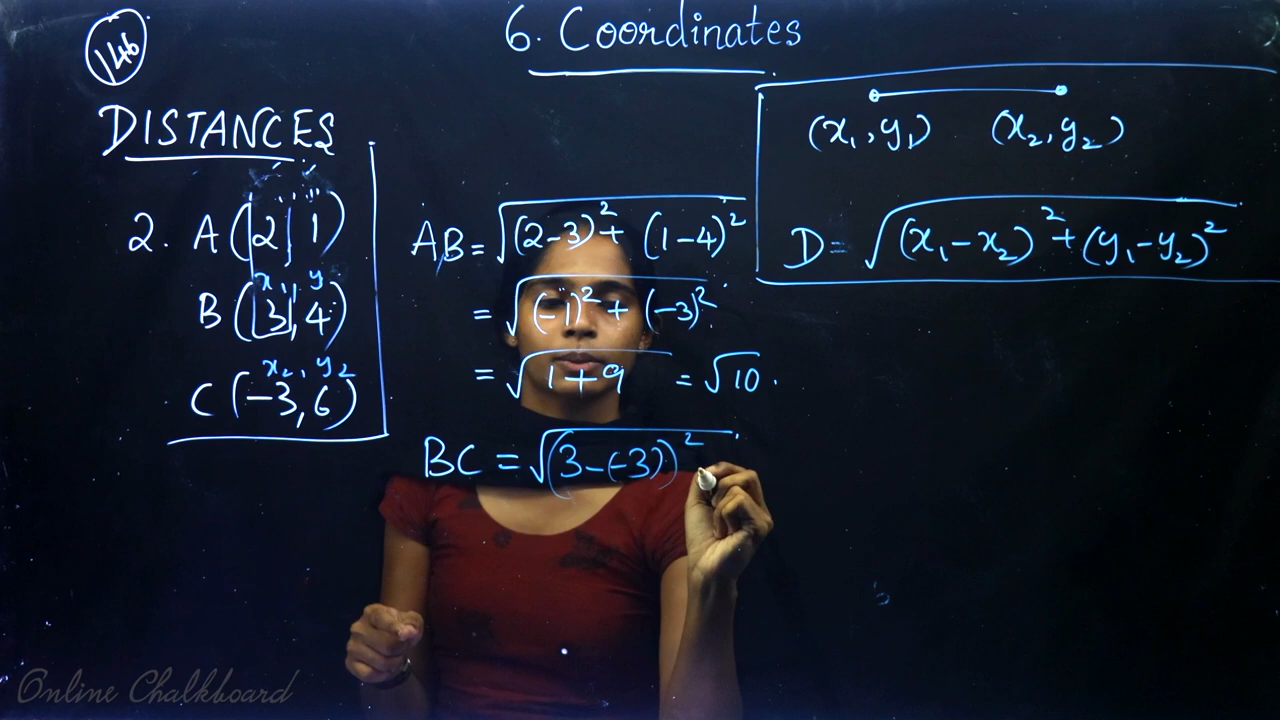 146
6. Coordinates
DISTANCES
2. A (2, 1)
x₁, y₁
B (3, 4)
x₂, y₂
C (-3, 6)
AB = √((2-3)² + (1-4)²)
= √((-1)² + (-3)²)
= √(1+9) = √10.
BC = √((3-(-3))²
(x₁, y₁) (x₂, y₂)
D = √((x₁-x₂)² + (y₁-y₂)²)
Online Chalkboard